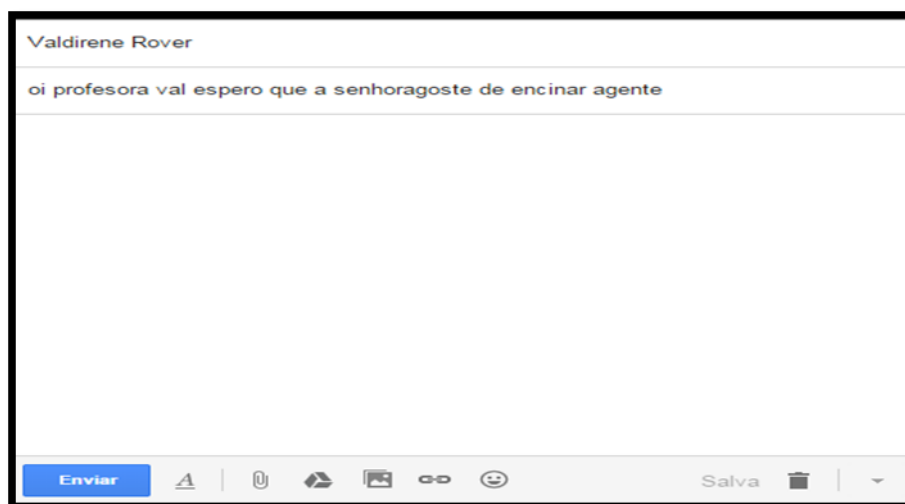 Valdirene Rover
oi profesora val espero que a senhoragoste de encinar agente
Enviar A Salva